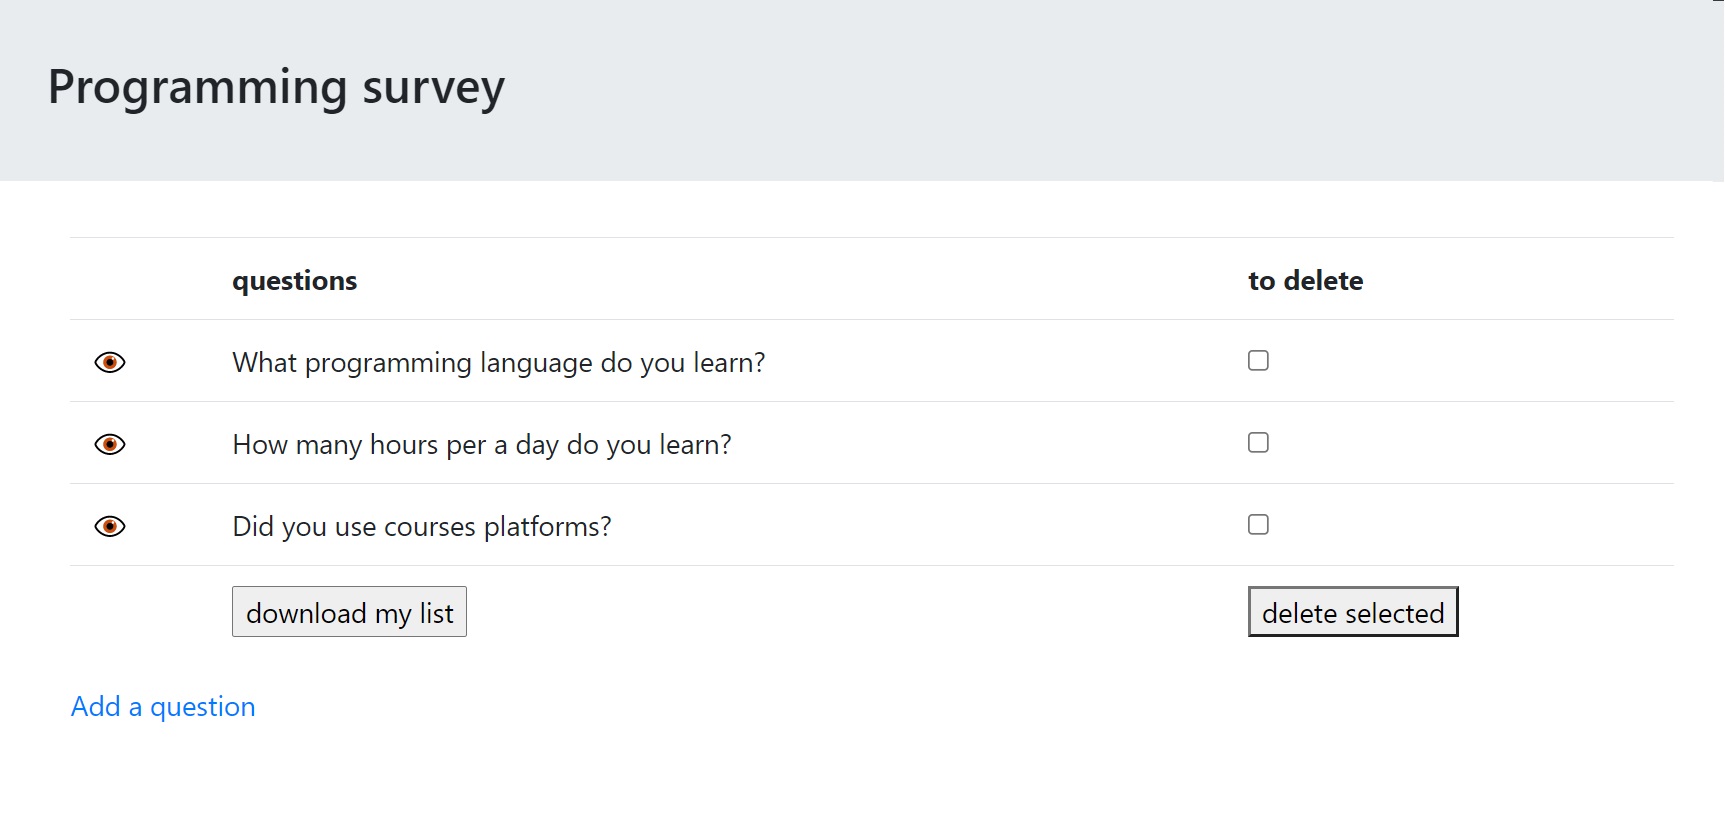 Programming survey
questions to delete
What programming language do you learn?
How many hours per a day do you learn?
Did you use courses platforms?
download my list delete selected
Add a question